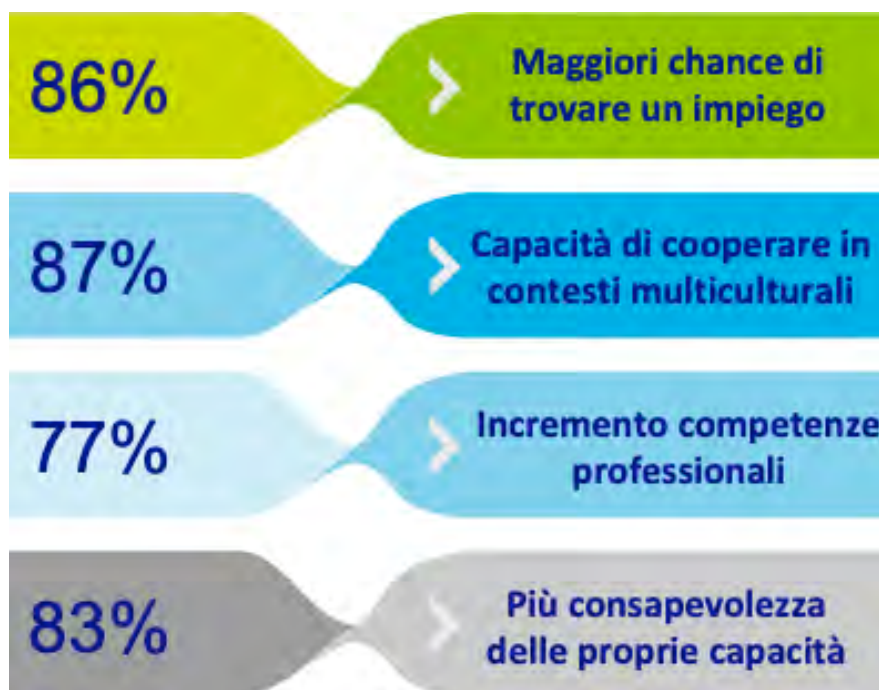 86%
Maggiori chance di
trovare un impiego
87%
Capacità di cooperare in
contesti multiculturali
77%
Incremento competenze
professionali
83%
Più consapevolezza
delle proprie capacità